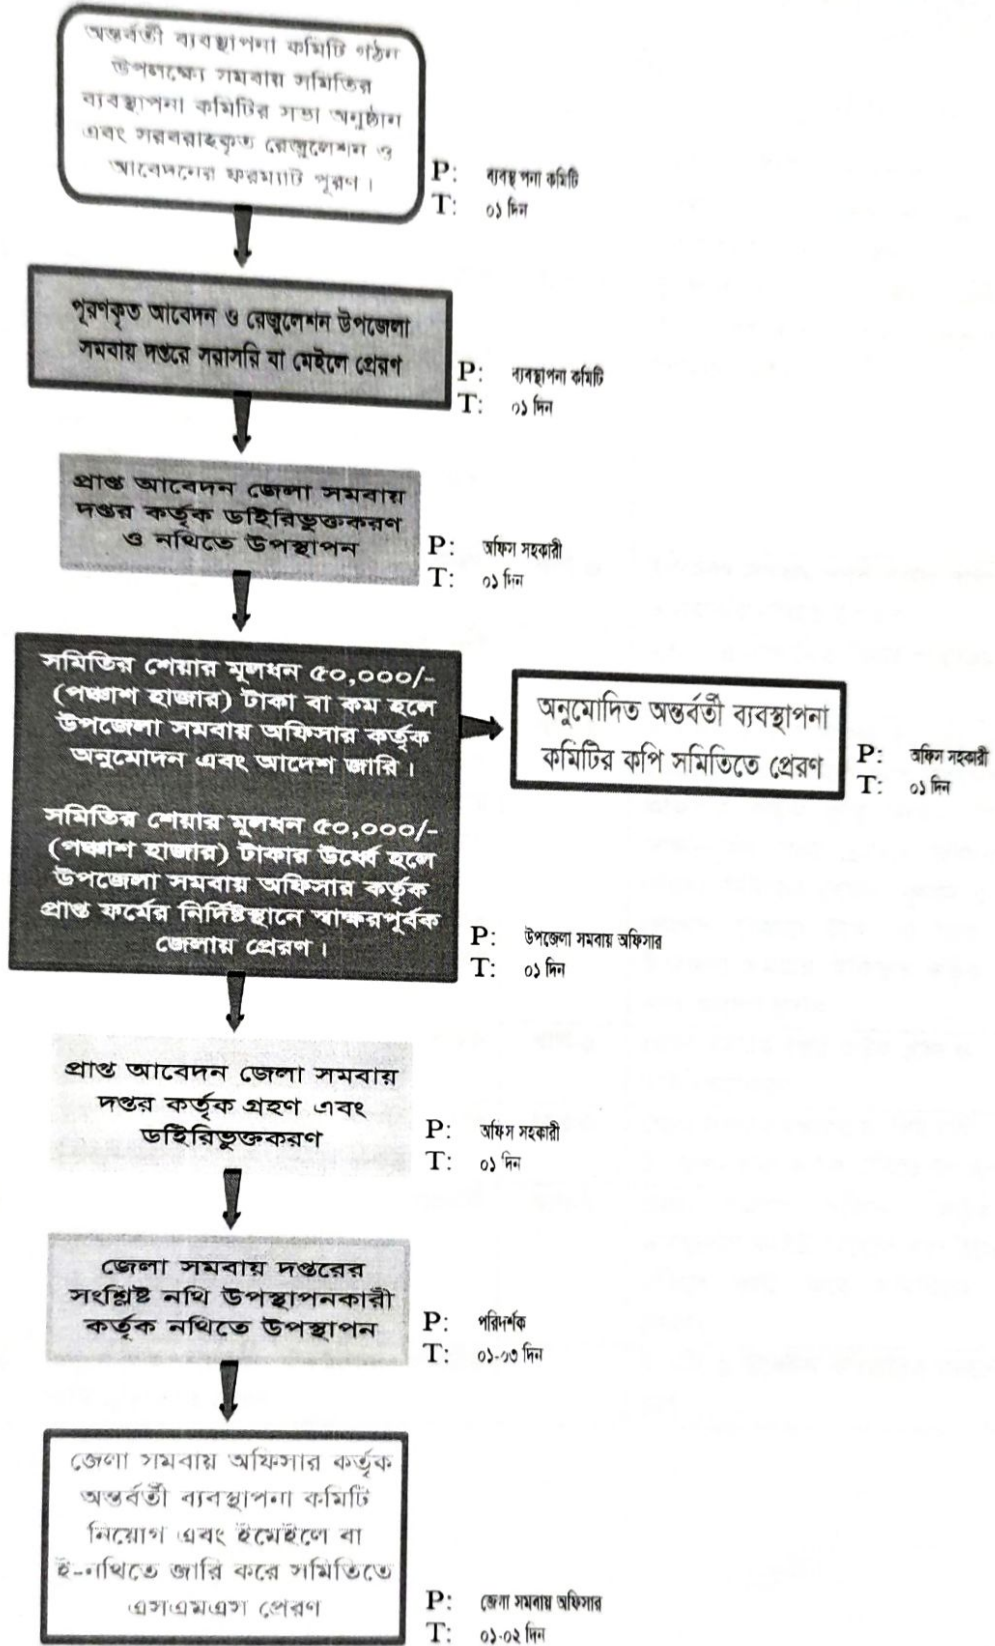 অন্তর্বর্তী ব্যবস্থাপনা কমিটি গঠন
উপলক্ষ্যে সমবায় সমিতির
ব্যবস্থাপনা কমিটির সভা অনুষ্ঠান
এবং সরবরাহকৃত রেজুলেশন ও
আবেদনের ফরম্যাট পূরণ।
P: ব্যবস্থাপনা কমিটি
T: ০১ দিন
পূরণকৃত আবেদন ও রেজুলেশন উপজেলা
সমবায় দপ্তরে সরাসরি বা মেইলে প্রেরণ
P: ব্যবস্থাপনা কমিটি
T: ০১ দিন
প্রাপ্ত আবেদন জেলা সমবায়
দপ্তর কর্তৃক ডাইরিভুক্তকরণ
ও নথিতে উপস্থাপন
P: অফিস সহকারী
T: ০১ দিন
সমিতির শেয়ার মূলধন ৫০,০০০/-
(পঞ্চাশ হাজার) টাকা বা কম হলে
উপজেলা সমবায় অফিসার কর্তৃক
অনুমোদন এবং আদেশ জারি।
সমিতির শেয়ার মূলধন ৫০,০০০/-
(পঞ্চাশ হাজার) টাকার উর্ধ্বে হলে
উপজেলা সমবায় অফিসার কর্তৃক
প্রাপ্ত ফর্মের নির্দিষ্টস্থানে স্বাক্ষরপূর্বক
জেলায় প্রেরণ।
P: উপজেলা সমবায় অফিসার
T: ০১ দিন
অনুমোদিত অন্তর্বর্তী ব্যবস্থাপনা
কমিটির কপি সমিতিতে প্রেরণ
P: অফিস সহকারী
T: ০১ দিন
প্রাপ্ত আবেদন জেলা সমবায়
দপ্তর কর্তৃক গ্রহণ এবং
ডাইরিভুক্তকরণ
P: অফিস সহকারী
T: ০১ দিন
জেলা সমবায় দপ্তরের
সংশ্লিষ্ট নথি উপস্থাপনকারী
কর্তৃক নথিতে উপস্থাপন
P: পরিদর্শক
T: ০১-০৩ দিন
জেলা সমবায় অফিসার কর্তৃক
অন্তর্বর্তী ব্যবস্থাপনা কমিটি
নিয়োগ এবং ইমেইলে বা
ই-নথিতে জারি করে সমিতিতে
এসএমএস প্রেরণ
P: জেলা সমবায় অফিসার
T: ০১-০২ দিন